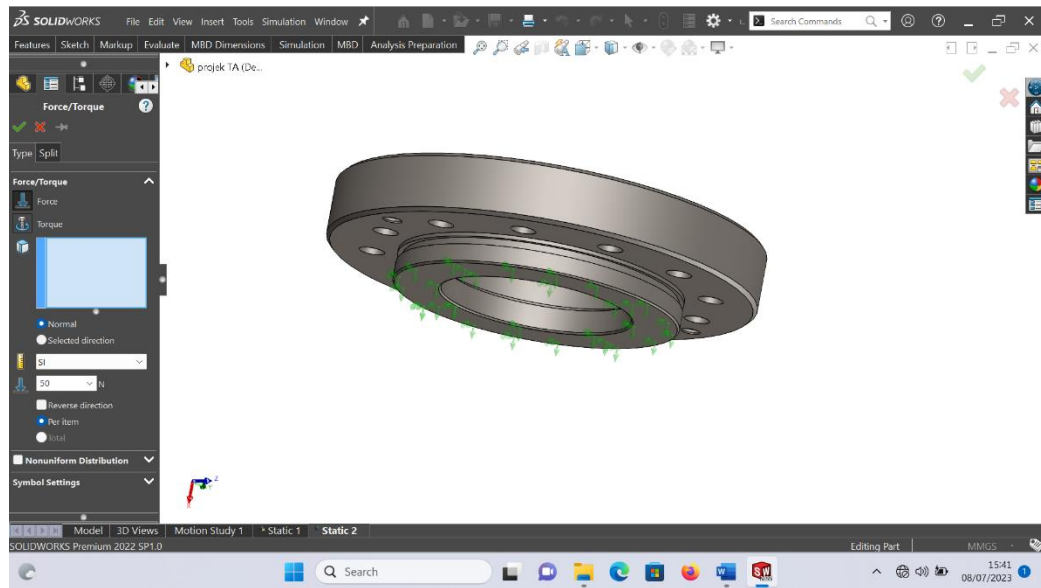 SOLIDWORKS File Edit View Insert Tools Simulation Window Search Commands
Features Sketch Markup Evaluate MBD Dimensions Simulation MBD Analysis Preparation
projek TA (De...
Force/Torque
Type Split
Force/Torque
Force
Torque
Normal
Selected direction
SI
50 N
Reverse direction
Per item
Total
Nonuniform Distribution
Symbol Settings
Z
Model 3D Views Motion Study 1 Static 1 Static 2
SOLIDWORKS Premium 2022 SP1.0 Editing Part MMGS
Search
15:41
08/07/2023